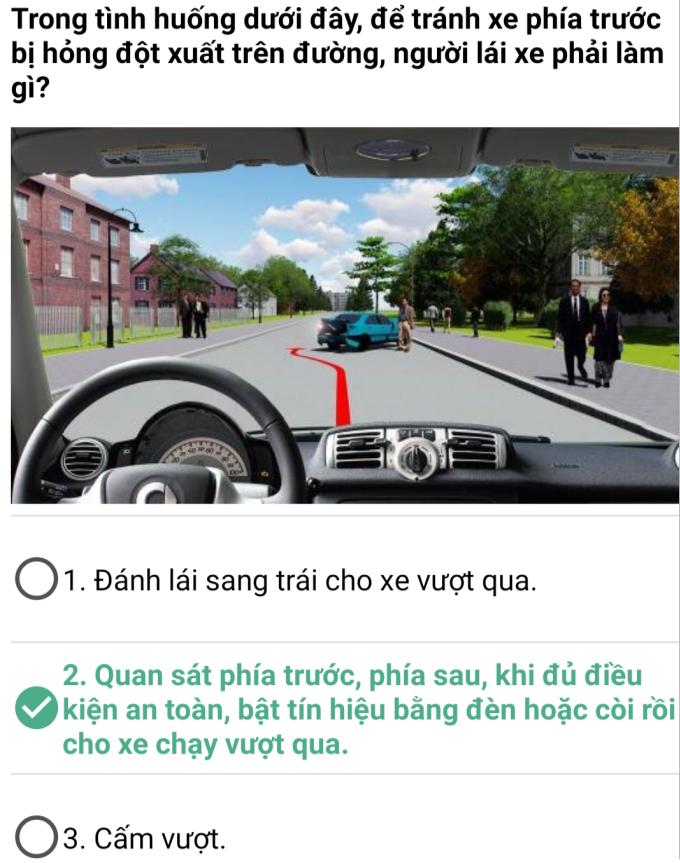 Trong tình huống dưới đây, để tránh xe phía trước
bị hỏng đột xuất trên đường, người lái xe phải làm
gì?
1. Đánh lái sang trái cho xe vượt qua.
2. Quan sát phía trước, phía sau, khi đủ điều
kiện an toàn, bật tín hiệu bằng đèn hoặc còi rồi
cho xe chạy vượt qua.
3. Cấm vượt.